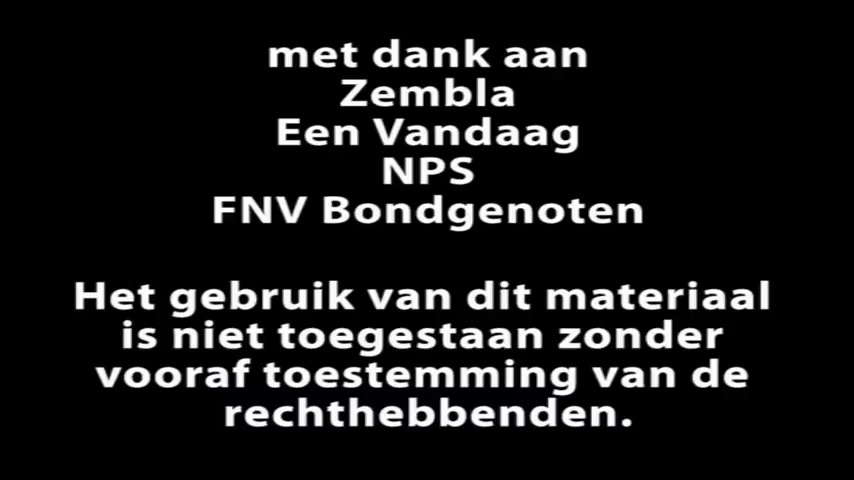 met dank aan
Zembla
Een Vandaag
NPS
FNV Bondgenoten
Het gebruik van dit materiaal
is niet toegestaan zonder
vooraf toestemming van de
rechthebbenden.